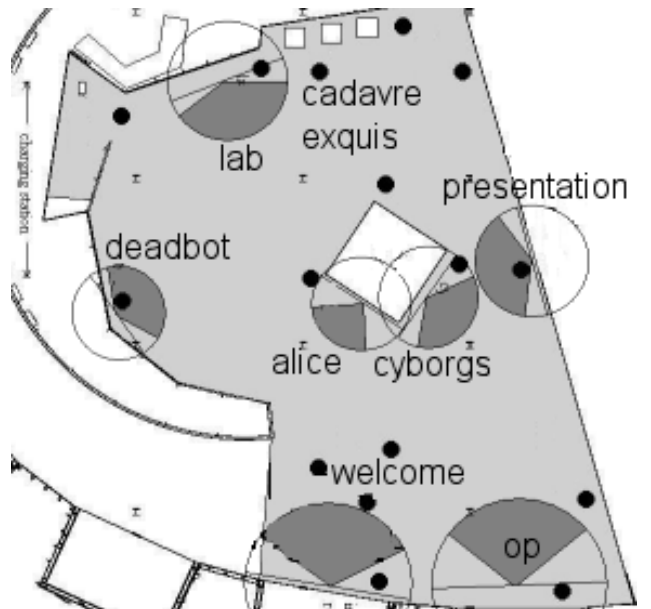 cadavre
exquis
lab
presentation
charging station
deadbot
alice
cyborgs
welcome
op